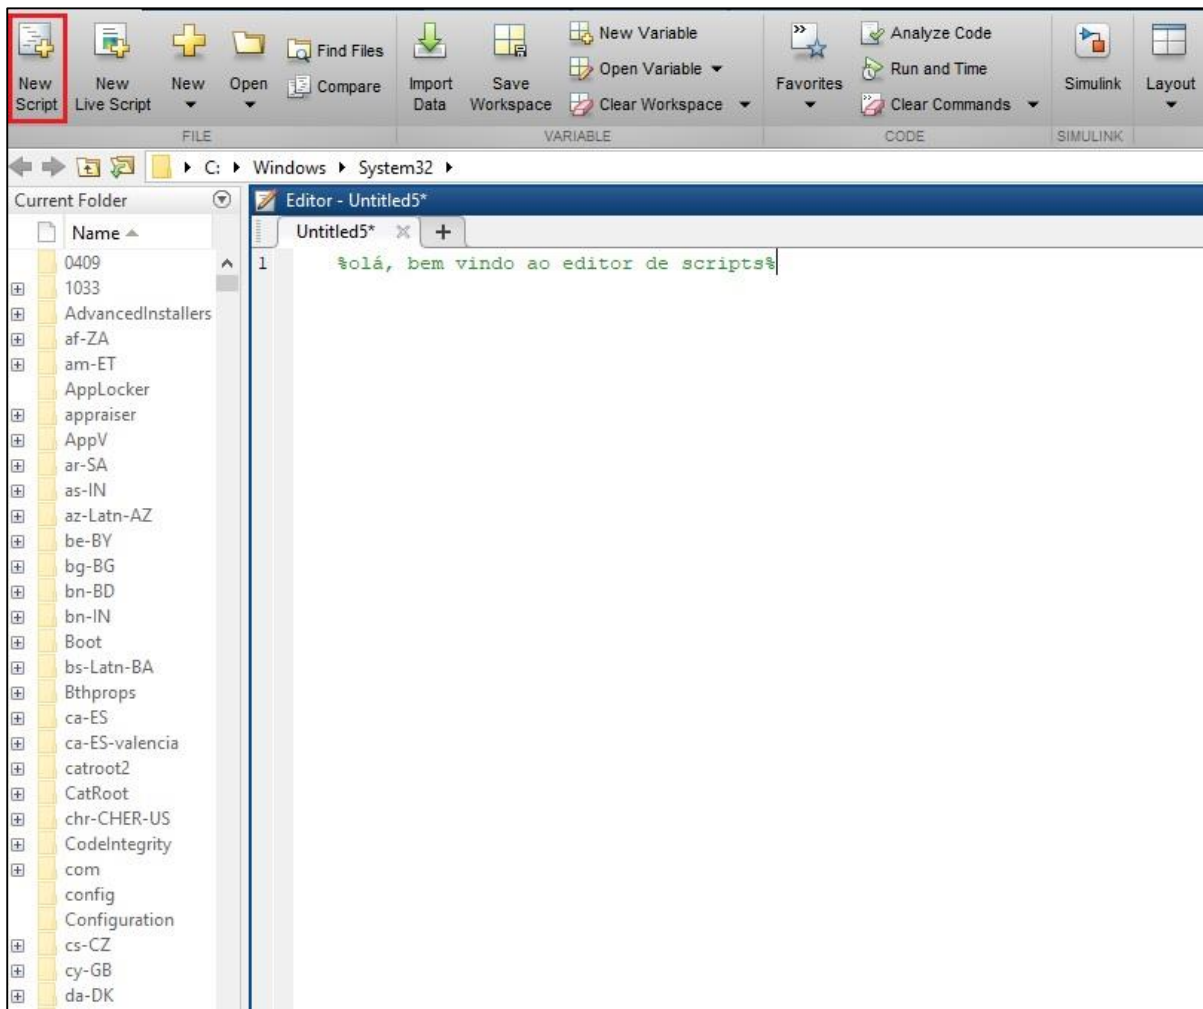 New Script
New Live Script
New
Open
Find Files
Compare
Import Data
Save Workspace
New Variable
Open Variable
Clear Workspace
Favorites
Analyze Code
Run and Time
Clear Commands
Simulink
Layout
FILE
VARIABLE
CODE
SIMULINK
C: Windows System32
Current Folder
Editor - Untitled5*
Name
Untitled5*
1 %olá, bem vindo ao editor de scripts%
0409
1033
AdvancedInstallers
af-ZA
am-ET
AppLocker
appraiser
AppV
ar-SA
as-IN
az-Latn-AZ
be-BY
bg-BG
bn-BD
bn-IN
Boot
bs-Latn-BA
Bthprops
ca-ES
ca-ES-valencia
catroot2
CatRoot
chr-CHER-US
CodeIntegrity
com
config
Configuration
cs-CZ
cy-GB
da-DK